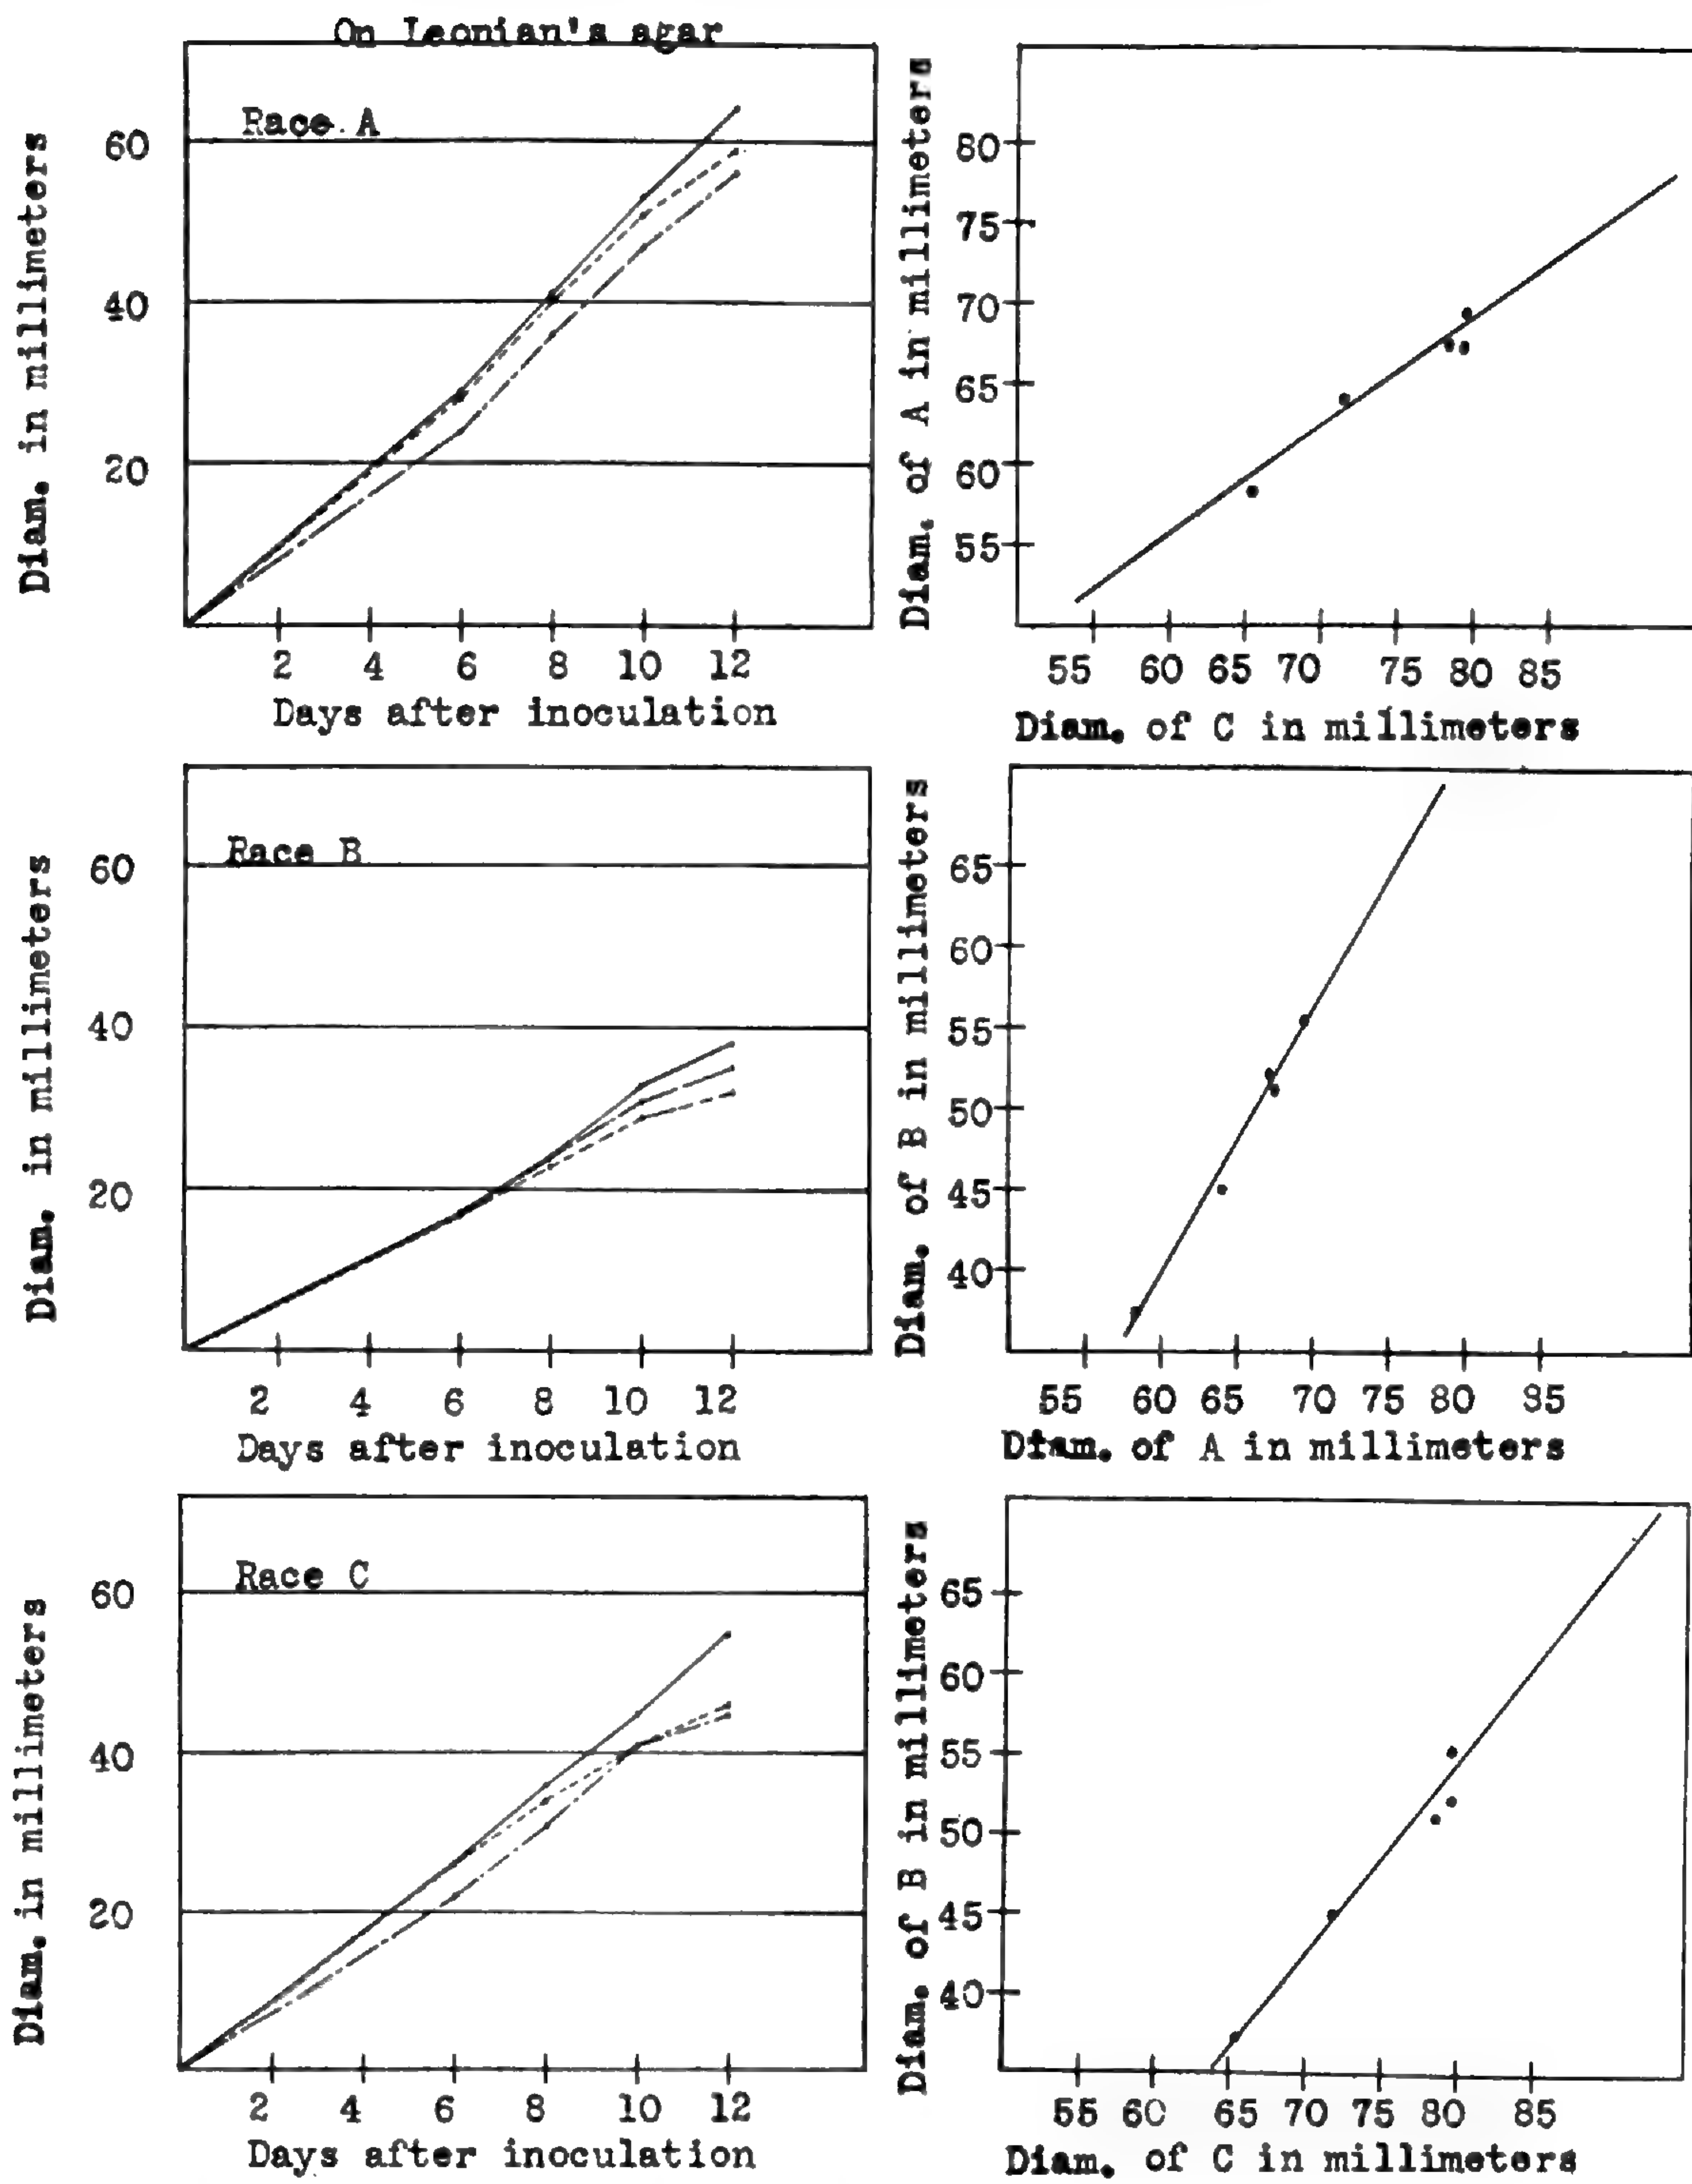 On Leonian's agar
Race A
Diam. in millimeters
60
40
20
2 4 6 8 10 12
Days after inoculation
Diam. of A in millimeters
80
75
70
65
60
55
55 60 65 70 75 80 85
Diam. of C in millimeters
Race B
Diam. in millimeters
60
40
20
2 4 6 8 10 12
Days after inoculation
Diam. of B in millimeters
65
60
55
50
45
40
55 60 65 70 75 80 85
Diam. of A in millimeters
Race C
Diam. in millimeters
60
40
20
2 4 6 8 10 12
Days after inoculation
Diam. of B in millimeters
65
60
55
50
45
40
55 60 65 70 75 80 85
Diam. of C in millimeters